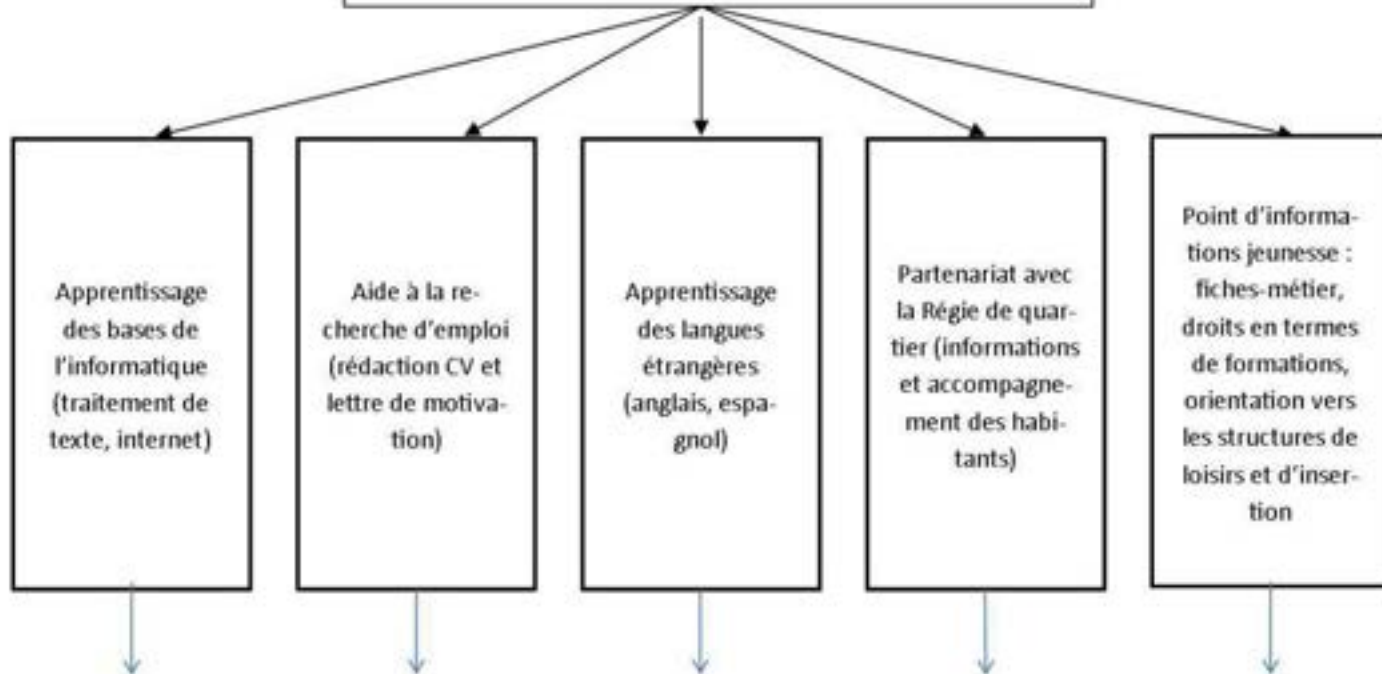 Apprentissage
des bases de
l'informatique
(traitement de
texte, internet)
Aide à la re-
cherche d'emploi
(rédaction CV et
lettre de motiva-
tion)
Apprentissage
des langues
étrangères
(anglais, espa-
gnol)
Partenariat avec
la Régie de quar-
tier (informations
et accompagne-
ment des habi-
tants)
Point d'informa-
tions jeunesse :
fiches-métier,
droits en termes
de formations,
orientation vers
les structures de
loisirs et d'inser-
tion